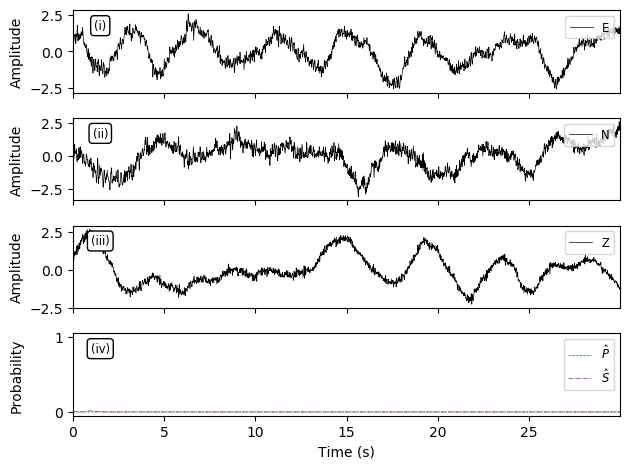 2.5
0.0
−2.5
Amplitude
(i)
E
2.5
0.0
−2.5
Amplitude
(ii)
N
2.5
0.0
−2.5
Amplitude
(iii)
Z
1
0
Probability
(iv)
P̂
Ŝ
0 5 10 15 20 25
Time (s)